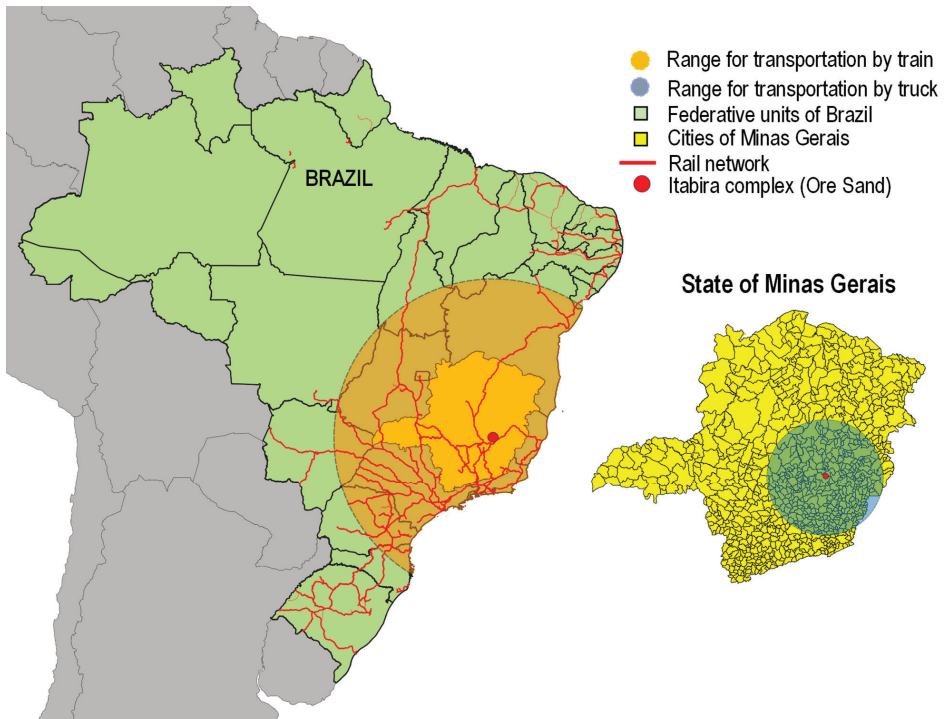 Range for transportation by train
Range for transportation by truck
Federative units of Brazil
Cities of Minas Gerais
Rail network
Itabira complex (Ore Sand)
BRAZIL
State of Minas Gerais